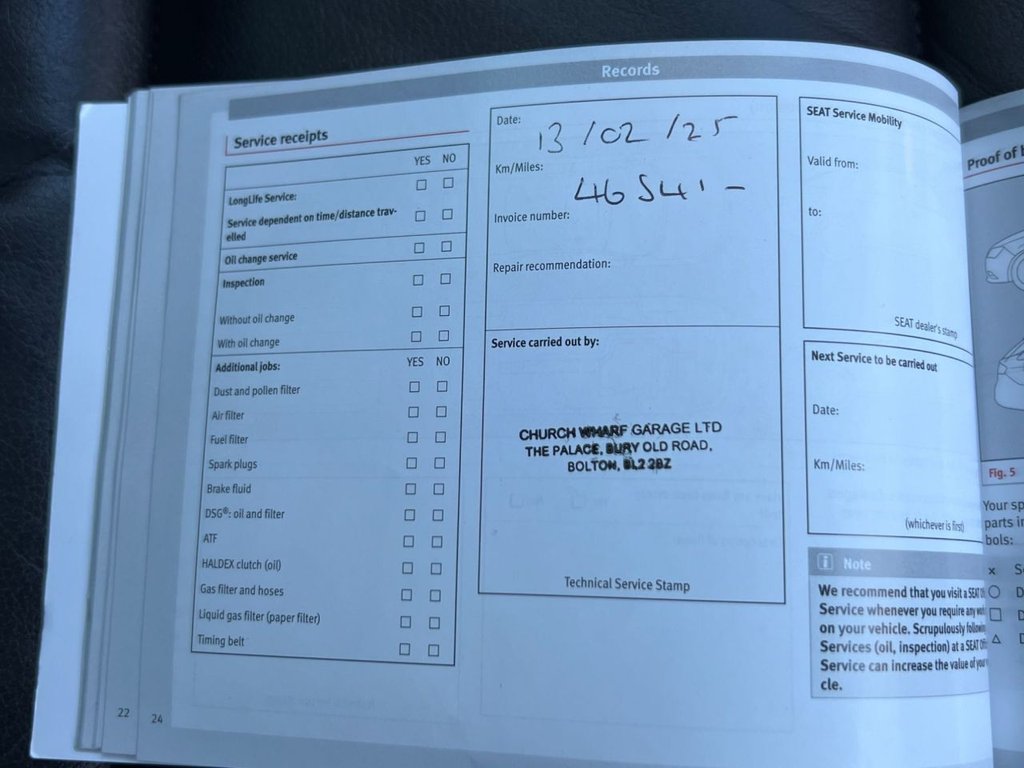 Records
Service receipts
YES NO
LongLife Service:
Service dependent on time/distance trav-
elled
Oil change service
Inspection
Without oil change
With oil change
Additional jobs: YES NO
Dust and pollen filter
Air filter
Fuel filter
Spark plugs
Brake fluid
DSG®: oil and filter
ATF
HALDEX clutch (oil)
Gas filter and hoses
Liquid gas filter (paper filter)
Timing belt
22 24
Date: 13/02/25
Km/Miles: 46541 -
Invoice number:
Repair recommendation:
Service carried out by:
CHURCH WHARF GARAGE LTD
THE PALACE, BURY OLD ROAD,
BOLTON, BL2 2BZ
Technical Service Stamp
SEAT Service Mobility
Valid from:
to:
SEAT dealer's stamp
Next Service to be carried out
Date:
Km/Miles:
(whichever is first)
i Note
We recommend that you visit a SEAT
Service whenever you require any
on your vehicle. Scrupulously
Services (oil, inspection) at a SEAT
Service can increase the value of
cle.
Proof of
Fig. 5
Your
parts
bols:
x